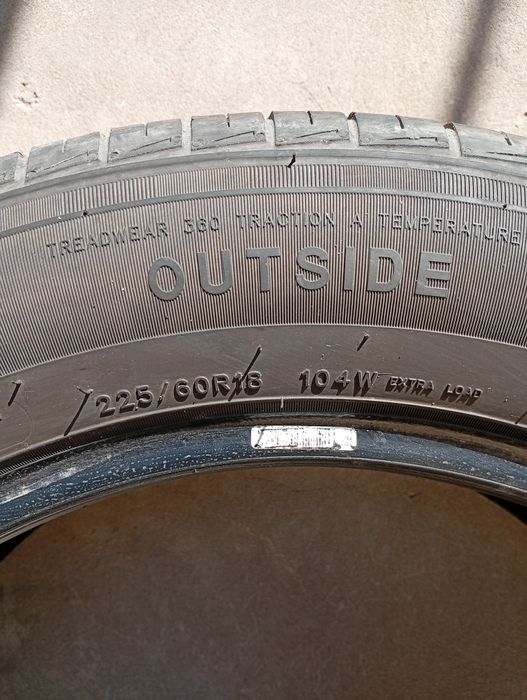 TREADWEAR 360 TRACTION A TEMPERATURE
OUTSIDE
225/60R18 104W EXTRA LOAD